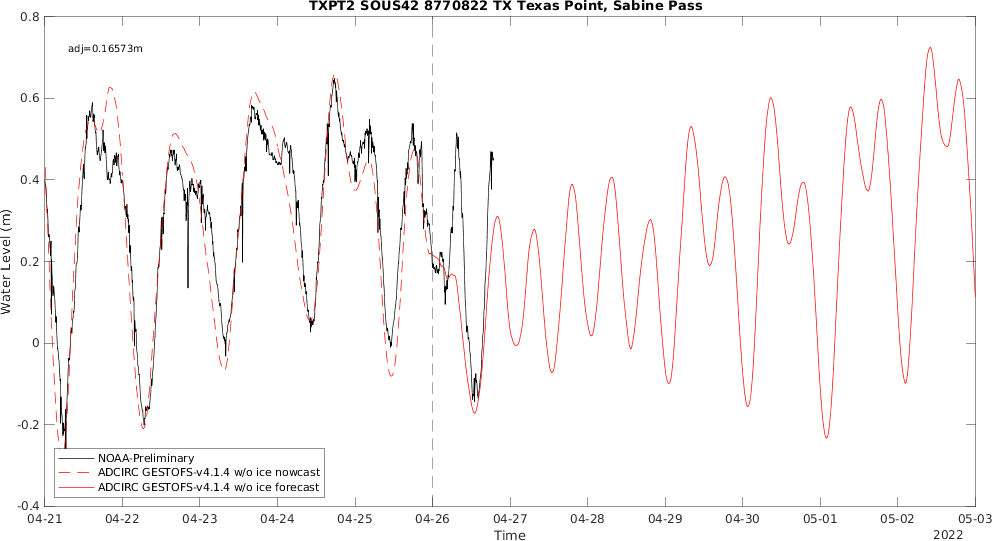 TXPT2 SOUS42 8770822 TX Texas Point, Sabine Pass
adj=0.16573m
0.8
0.6
0.4
0.2
0
-0.2
-0.4
Water Level (m)
NOAA-Preliminary
ADCIRC GESTOFS-v4.1.4 w/o ice nowcast
ADCIRC GESTOFS-v4.1.4 w/o ice forecast
04-21 04-22 04-23 04-24 04-25 04-26 04-27 04-28 04-29 04-30 05-01 05-02 05-03
Time
2022